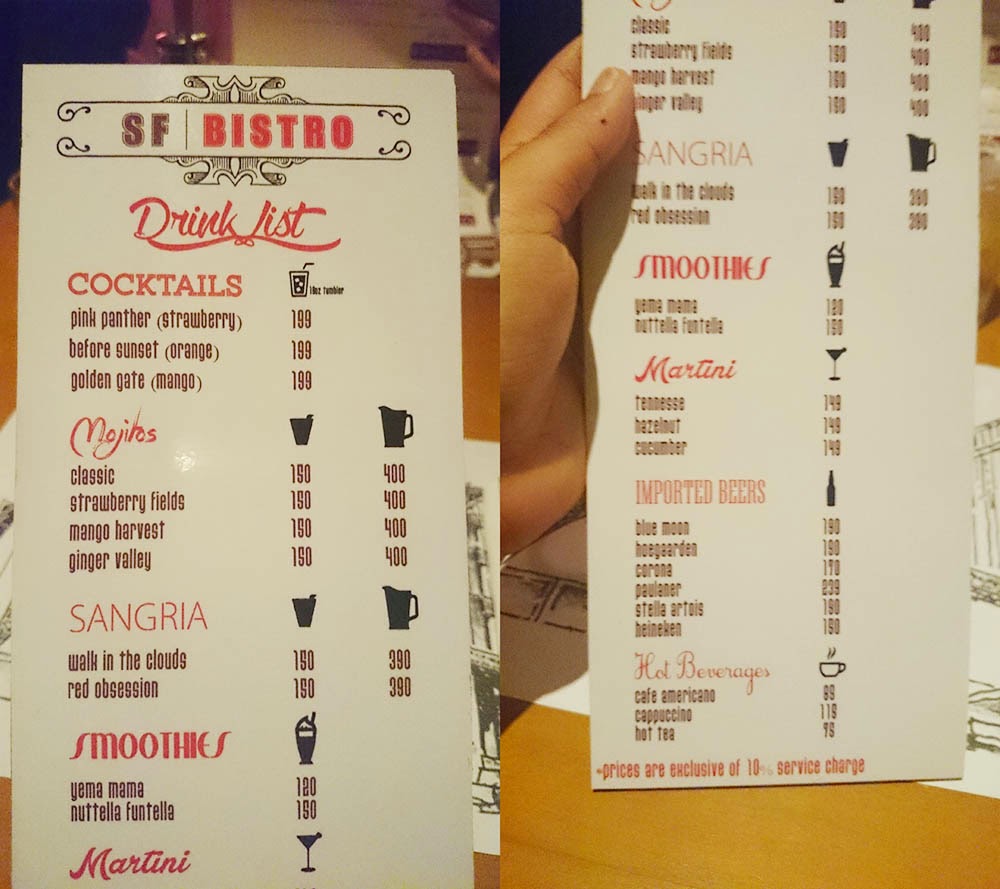 SF | BISTRO
Drink List
COCKTAILS 18oz tumbler
pink panther (strawberry) 199
before sunset (orange) 199
golden gate (mango) 199
Mojitos
classic 150 400
strawberry fields 150 400
mango harvest 150 400
ginger valley 150 400
SANGRIA
walk in the clouds 150 390
red obsession 150 390
SMOOTHIES
yema mama 120
nuttella funtella 150
Martini
classic 150 400
strawberry fields 150 400
mango harvest 150 400
ginger valley 150 400
SANGRIA
walk in the clouds 150 390
red obsession 150 390
SMOOTHIES
yema mama 120
nuttella funtella 150
Martini
tennesse 149
hazelnut 149
cucumber 149
IMPORTED BEERS
blue moon 190
hoegaarden 190
corona 170
paulaner 239
stella artois 190
heineken 150
Hot Beverages
cafe americano 89
cappuccino 119
hot tea 95
*prices are exclusive of 10% service charge